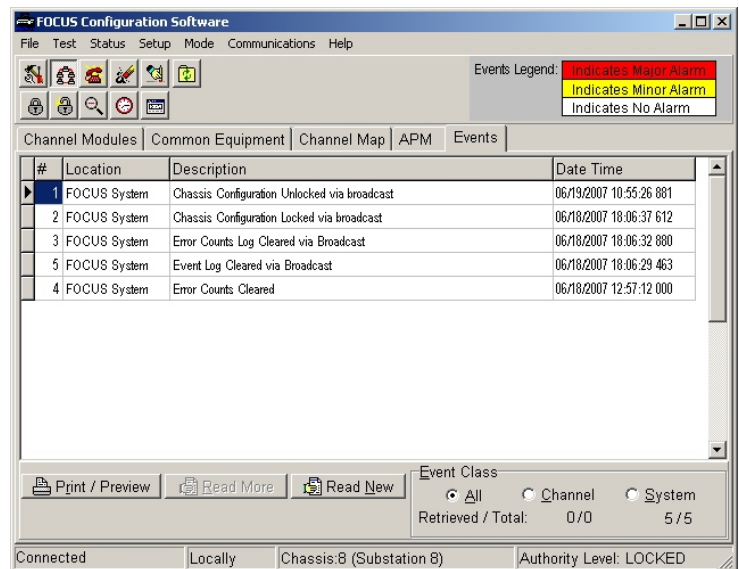 FOCUS Configuration Software
File Test Status Setup Mode Communications Help
Events Legend: Indicates Major Alarm
Indicates Minor Alarm
Indicates No Alarm
Channel Modules Common Equipment Channel Map APM Events
# Location Description Date Time
1 FOCUS System Chassis Configuration Unlocked via broadcast 06/19/2007 10:55:26 881
2 FOCUS System Chassis Configuration Locked via broadcast 06/18/2007 18:06:37 612
3 FOCUS System Error Counts Log Cleared via Broadcast 06/18/2007 18:06:32 880
5 FOCUS System Event Log Cleared via Broadcast 06/18/2007 18:06:29 463
4 FOCUS System Error Counts Cleared 06/18/2007 12:57:12 000
Print / Preview Read More Read New
Event Class
All Channel System
Retrieved / Total: 0/0 5/5
Connected Locally Chassis:8 (Substation 8) Authority Level: LOCKED